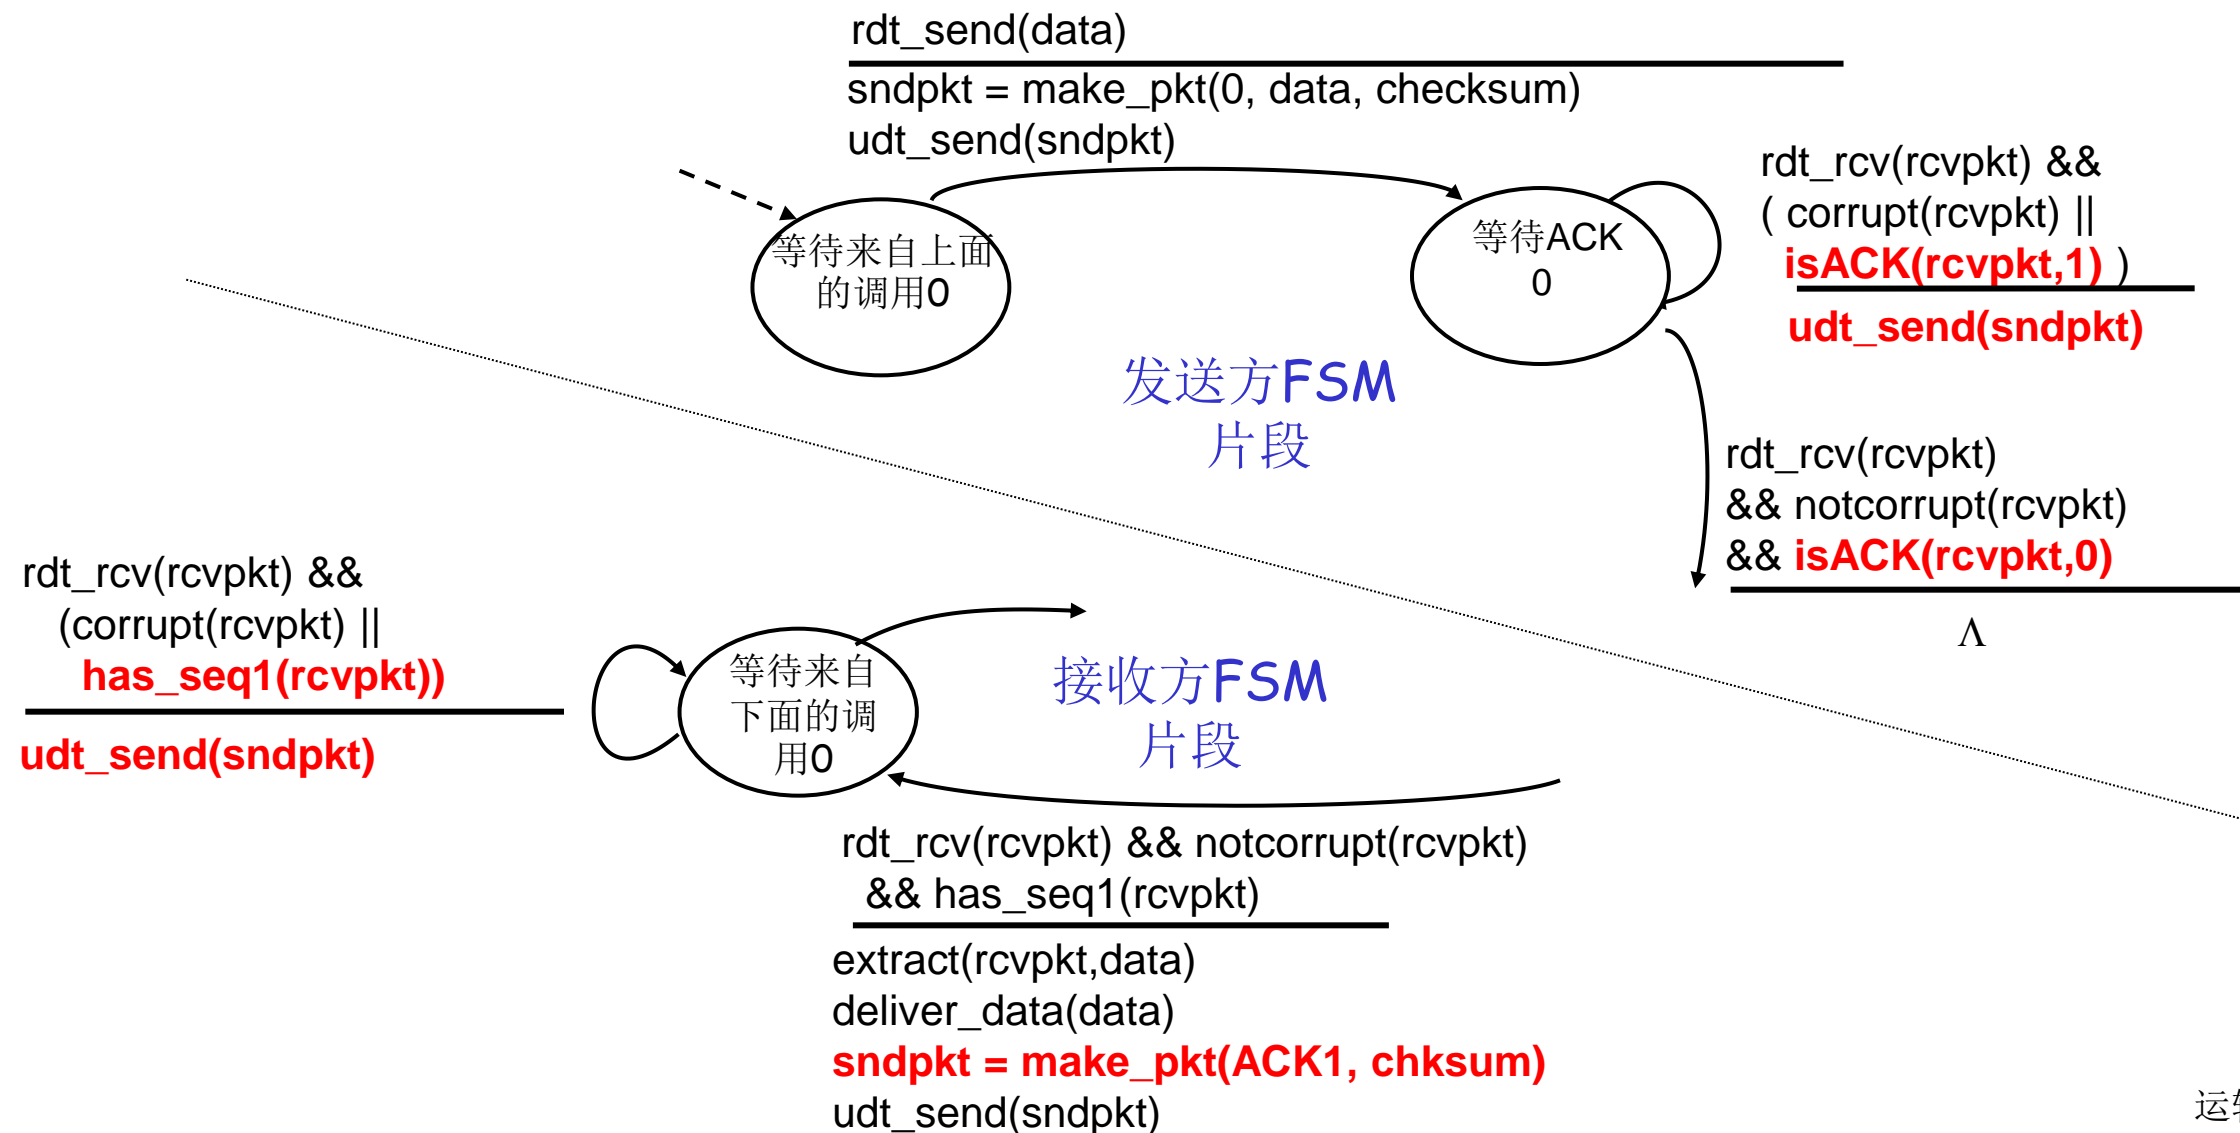 rdt_send(data)
sndpkt = make_pkt(0, data, checksum)
udt_send(sndpkt)
等待来自上面
的调用0
等待ACK
0
rdt_rcv(rcvpkt) &&
( corrupt(rcvpkt) ||
isACK(rcvpkt,1) )
udt_send(sndpkt)
发送方FSM
片段
rdt_rcv(rcvpkt)
&& notcorrupt(rcvpkt)
&& isACK(rcvpkt,0)
Λ
rdt_rcv(rcvpkt) &&
(corrupt(rcvpkt) ||
has_seq1(rcvpkt))
udt_send(sndpkt)
等待来自
下面的调
用0
接收方FSM
片段
rdt_rcv(rcvpkt) && notcorrupt(rcvpkt)
&& has_seq1(rcvpkt)
extract(rcvpkt,data)
deliver_data(data)
sndpkt = make_pkt(ACK1, chksum)
udt_send(sndpkt)
运